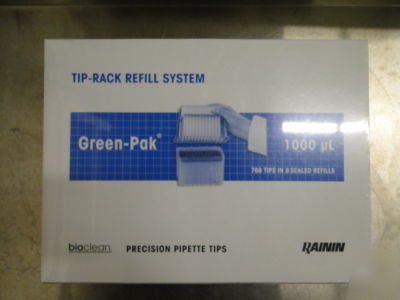 TIP-RACK REFILL SYSTEM
Green-Pak®
1000 µL
768 TIPS IN 8 SEALED REFILLS
bioclean
PRECISION PIPETTE TIPS
RAININ